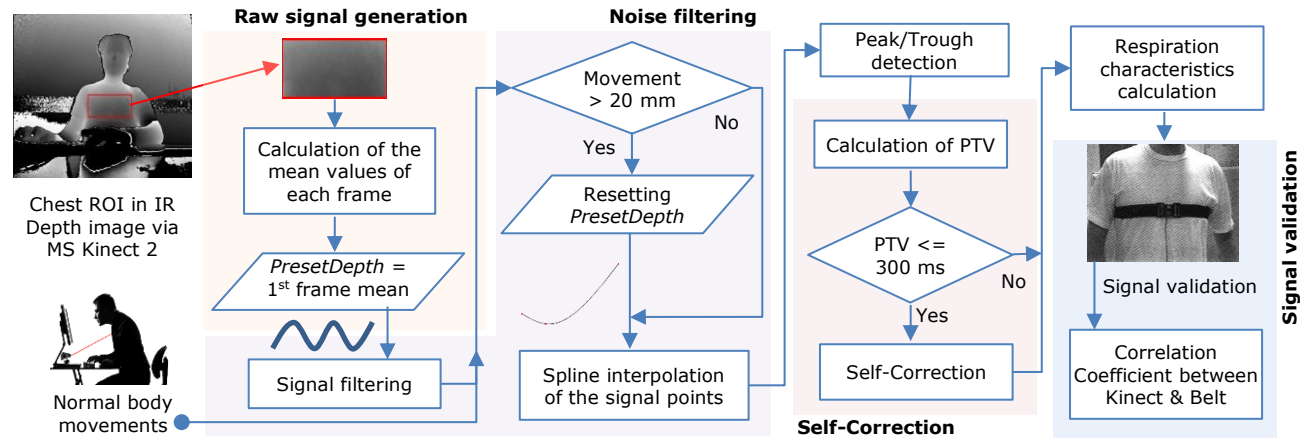 Raw signal generation
Calculation of the
mean values of
each frame
PresetDepth =
1st frame mean
Signal filtering
Chest ROI in IR
Depth image via
MS Kinect 2
Normal body
movements
Noise filtering
Movement
> 20 mm
No
Yes
Resetting
PresetDepth
Spline interpolation
of the signal points
Peak/Trough
detection
Calculation of PTV
PTV <=
300 ms
No
Yes
Self-Correction
Self-Correction
Respiration
characteristics
calculation
Signal validation
Correlation
Coefficient between
Kinect & Belt
Signal validation